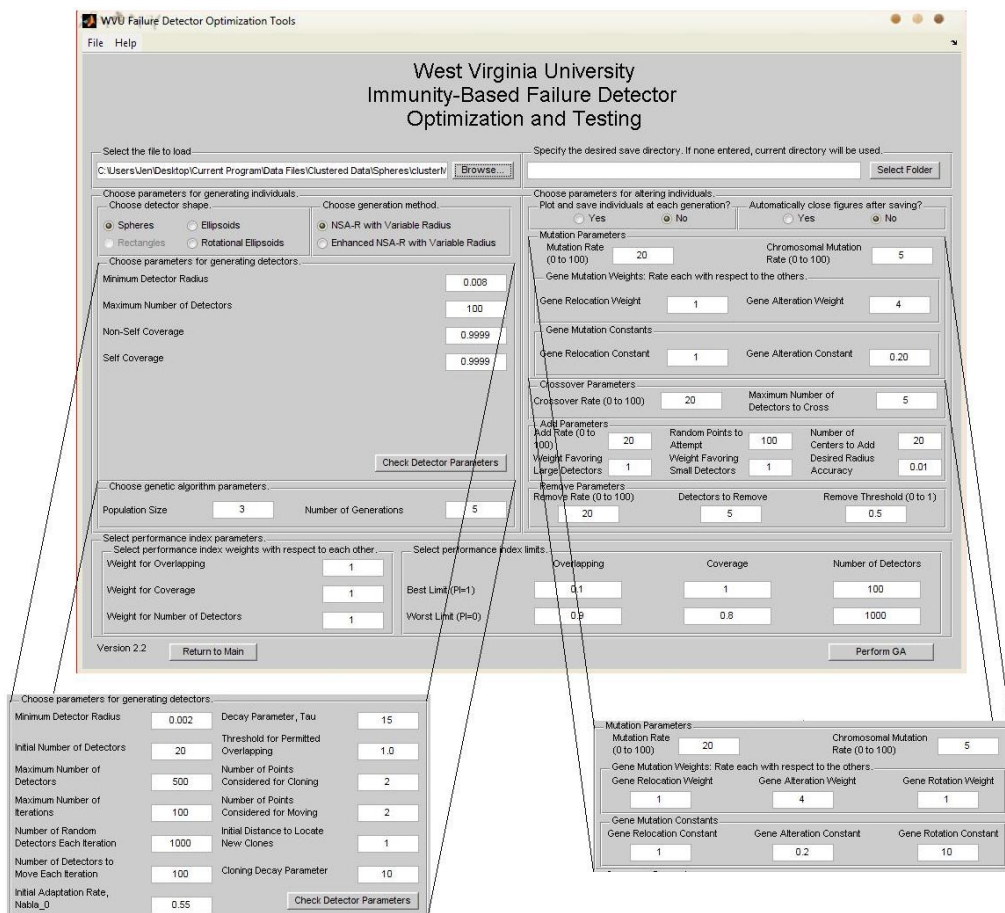 WVU Failure Detector Optimization Tools
File Help
West Virginia University
Immunity-Based Failure Detector
Optimization and Testing
Select the file to load
C:\Users\Jen\Desktop\Current Program\Data Files\Clustered Data\Spheres\clusterM
Browse...
Specify the desired save directory. If none entered, current directory will be used.
Select Folder
Choose parameters for generating individuals.
Choose detector shape.
Spheres Ellipsoids
Rectangles Rotational Ellipsoids
Choose generation method.
NSA-R with Variable Radius
Enhanced NSA-R with Variable Radius
Choose parameters for generating detectors.
Minimum Detector Radius 0.008
Maximum Number of Detectors 100
Non-Self Coverage 0.9999
Self Coverage 0.9999
Check Detector Parameters
Choose genetic algorithm parameters.
Population Size 3 Number of Generations 5
Choose parameters for altering individuals.
Plot and save individuals at each generation?
Yes No
Automatically close figures after saving?
Yes No
Mutation Parameters
Mutation Rate
(0 to 100) 20
Chromosomal Mutation
Rate (0 to 100) 5
Gene Mutation Weights: Rate each with respect to the others.
Gene Relocation Weight 1 Gene Alteration Weight 4
Gene Mutation Constants
Gene Relocation Constant 1 Gene Alteration Constant 0.20
Crossover Parameters
Crossover Rate (0 to 100) 20
Maximum Number of
Detectors to Cross 5
Add Parameters
Add Rate (0 to
100) 20
Random Points to
Attempt 100
Number of
Centers to Add 20
Weight Favoring
Large Detectors 1
Weight Favoring
Small Detectors 1
Desired Radius
Accuracy 0.01
Remove Parameters
Remove Rate (0 to 100) Detectors to Remove Remove Threshold (0 to 1)
20 5 0.5
Select performance index parameters.
Select performance index weights with respect to each other.
Weight for Overlapping 1
Weight for Coverage 1
Weight for Number of Detectors 1
Select performance index limits.
Overlapping Coverage Number of Detectors
Best Limit (PI=1) 0.1 1 100
Worst Limit (PI=0) 0.9 0.8 1000
Version 2.2
Return to Main
Perform GA
Choose parameters for generating detectors.
Minimum Detector Radius 0.002
Decay Parameter, Tau 15
Initial Number of Detectors 20
Threshold for Permitted
Overlapping 1.0
Maximum Number of
Detectors 500
Number of Points
Considered for Cloning 2
Maximum Number of
Iterations 100
Number of Points
Considered for Moving 2
Number of Random
Detectors Each Iteration 1000
Initial Distance to Locate
New Clones 1
Number of Detectors to
Move Each Iteration 100
Cloning Decay Parameter 10
Initial Adaptation Rate,
Nabla_0 0.55
Check Detector Parameters
Mutation Parameters
Mutation Rate
(0 to 100) 20
Chromosomal Mutation
Rate (0 to 100) 5
Gene Mutation Weights: Rate each with respect to the others.
Gene Relocation Weight Gene Alteration Weight Gene Rotation Weight
1 4 1
Gene Mutation Constants
Gene Relocation Constant Gene Alteration Constant Gene Rotation Constant
1 0.2 10